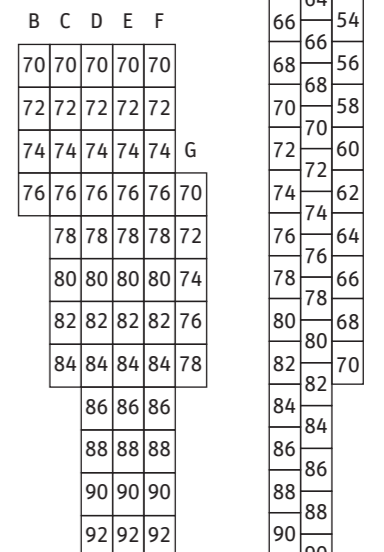 B C D E F
70 70 70 70 70
72 72 72 72 72
74 74 74 74 74 G
76 76 76 76 76 70
78 78 78 78 72
80 80 80 80 74
82 82 82 82 76
84 84 84 84 78
86 86 86
88 88 88
90 90 90
92 92 92
64
66 54
66
68 56
68
70 58
70
72 60
72
74 62
74
76 64
76
78 66
78
80 68
80
82 70
82
84
84
86
86
88
88
90
90